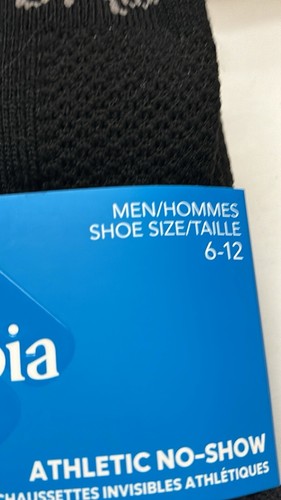 MEN/HOMMES
SHOE SIZE/TAILLE
6-12
bia
ATHLETIC NO-SHOW
CHAUSSETTES INVISIBLES ATHLÉTIQUES